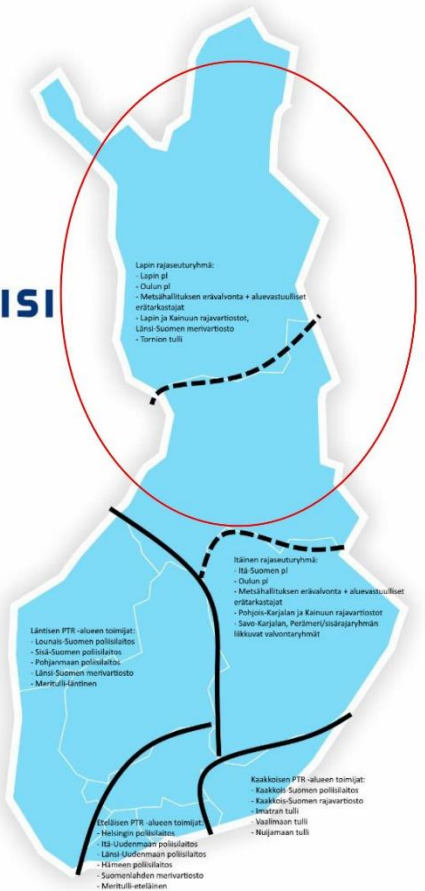 Lapin rajaseuturyhmä:
- Lapin pl
- Oulun pl
- Metsähallituksen erävalvonta + aluevastuulliset
erätarkastajat
- Lapin ja Kainuun rajavartiostot,
Länsi-Suomen merivartiosto
- Tornion tulli
ISI
Itäinen rajaseuturyhmä:
- Itä-Suomen pl
- Oulun pl
- Metsähallituksen erävalvonta + aluevastuulliset
erätarkastajat
- Pohjois-Karjalan ja Kainuun rajavartiostot
- Savo-Karjalan, Perämeri/sisärajaryhmän
liikkuvat valvontaryhmät
Läntisen PTR -alueen toimijat:
- Lounais-Suomen poliisilaitos
- Sisä-Suomen poliisilaitos
- Pohjanmaan poliisilaitos
- Länsi-Suomen merivartiosto
- Meritulli-läntinen
Kaakkoisen PTR -alueen toimijat:
- Kaakkois-Suomen poliisilaitos
- Kaakkois-Suomen rajavartiosto
- Imatran tulli
- Vaalimaan tulli
- Nuijamaan tulli
Eteläisen PTR -alueen toimijat:
- Helsingin poliisilaitos
- Itä-Uudenmaan poliisilaitos
- Länsi-Uudenmaan poliisilaitos
- Hämeen poliisilaitos
- Suomenlahden merivartiosto
- Meritulli-eteläinen